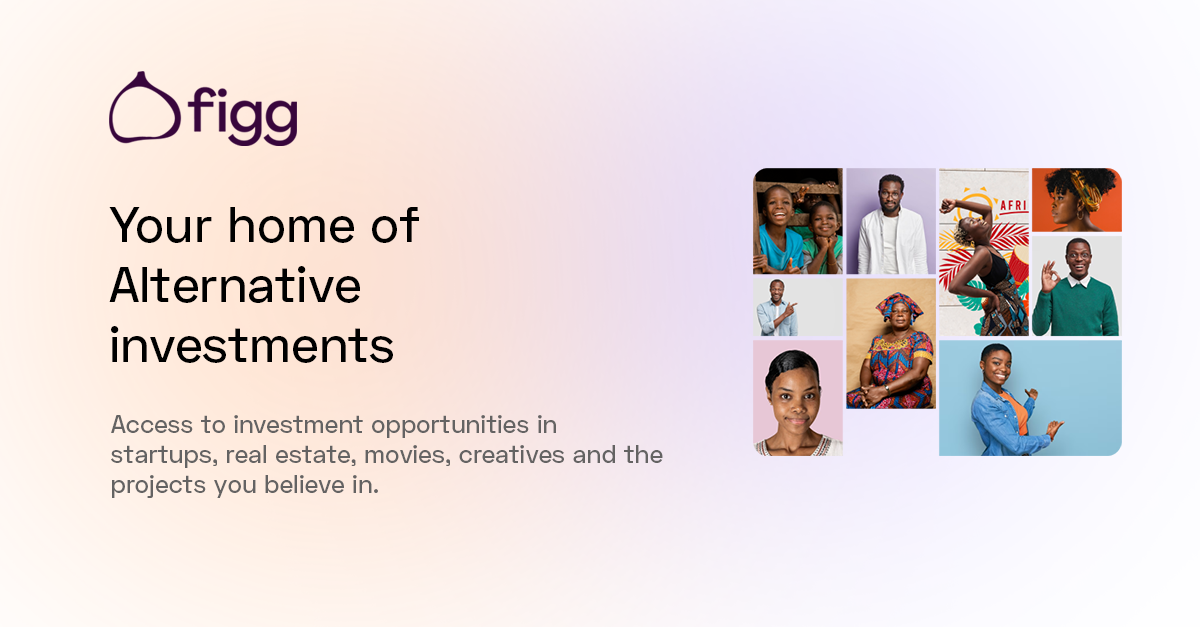 figg
Your home of
Alternative
investments
Access to investment opportunities in
startups, real estate, movies, creatives and the
projects you believe in.
AFRI